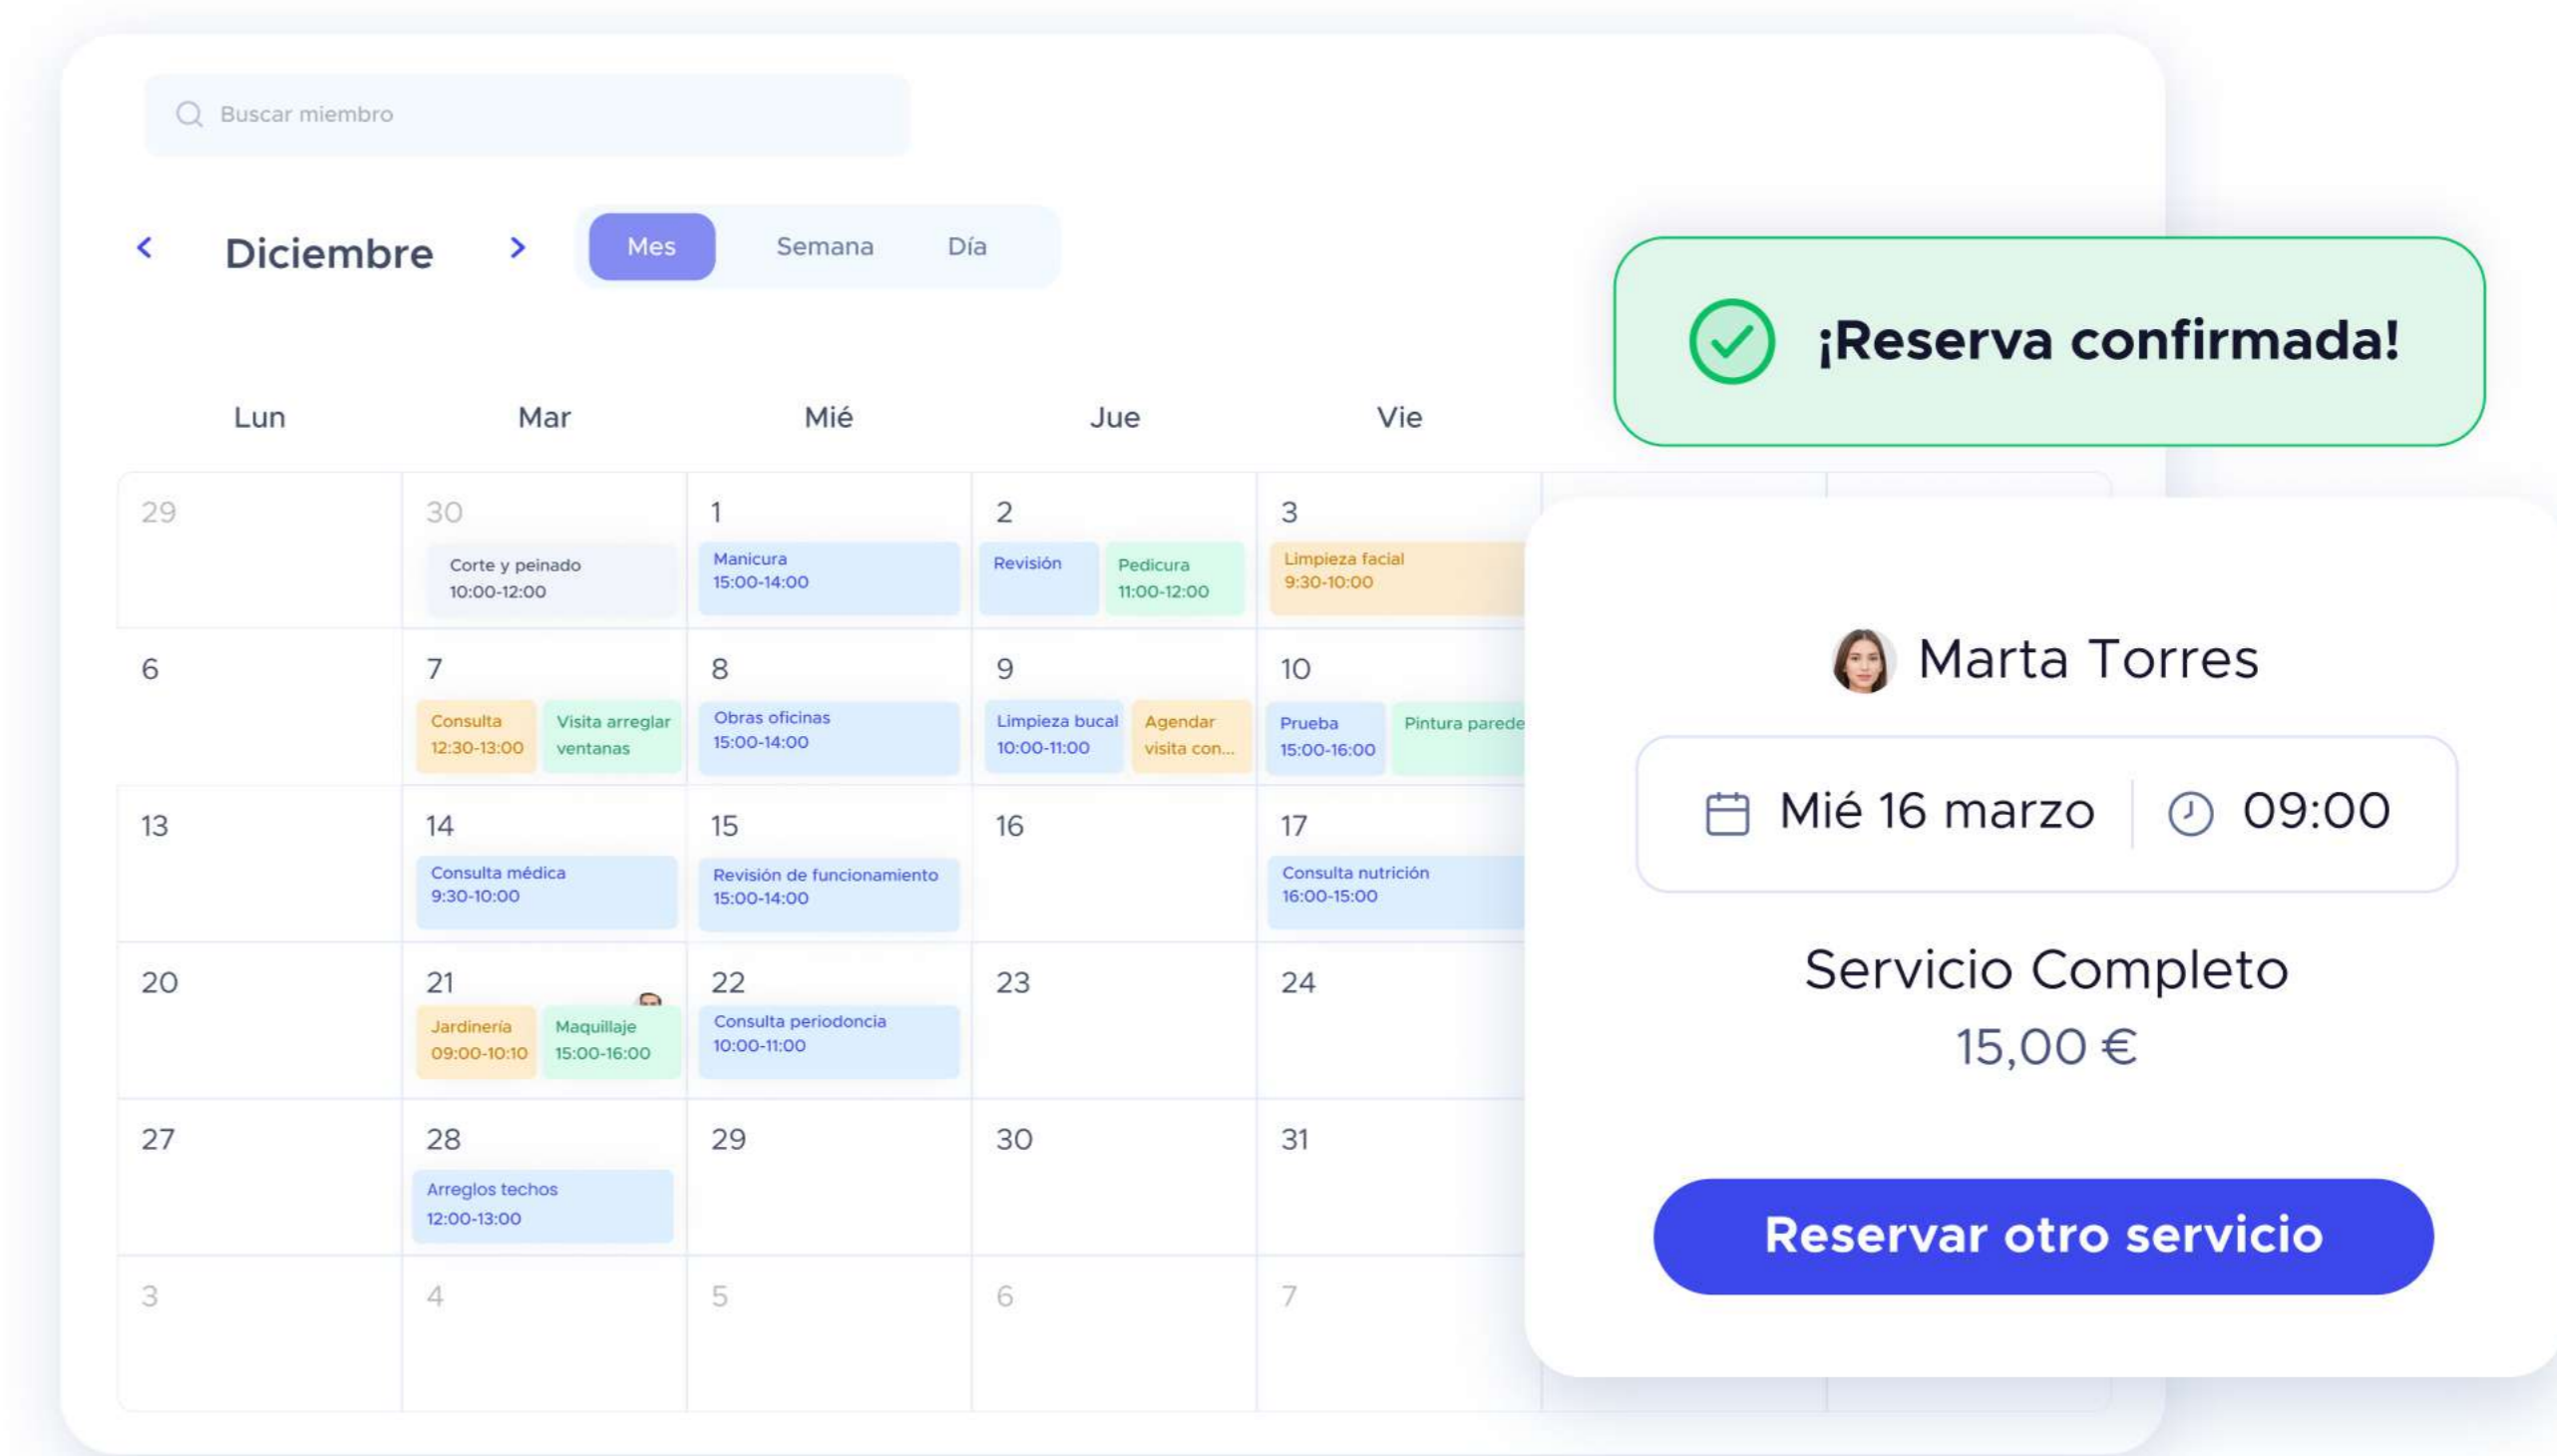 Buscar miembro
Diciembre
Mes Semana Día
¡Reserva confirmada!
Lun Mar Mié Jue Vie
29 30 1 2 3
Corte y peinado
10:00-12:00
Manicura
15:00-14:00
Revisión
Pedicura
11:00-12:00
Limpieza facial
9:30-10:00
6 7 8 9 10
Consulta
12:30-13:00
Visita arreglar
ventanas
Obras oficinas
15:00-14:00
Limpieza bucal
10:00-11:00
Agendar
visita con...
Prueba
15:00-16:00
Pintura parede
13 14 15 16 17
Consulta médica
9:30-10:00
Revisión de funcionamiento
15:00-14:00
Consulta nutrición
16:00-15:00
20 21 22 23 24
Jardinería
09:00-10:10
Maquillaje
15:00-16:00
Consulta periodoncia
10:00-11:00
27 28 29 30 31
Arreglos techos
12:00-13:00
3 4 5 6 7
Marta Torres
Mié 16 marzo 09:00
Servicio Completo
15,00 €
Reservar otro servicio